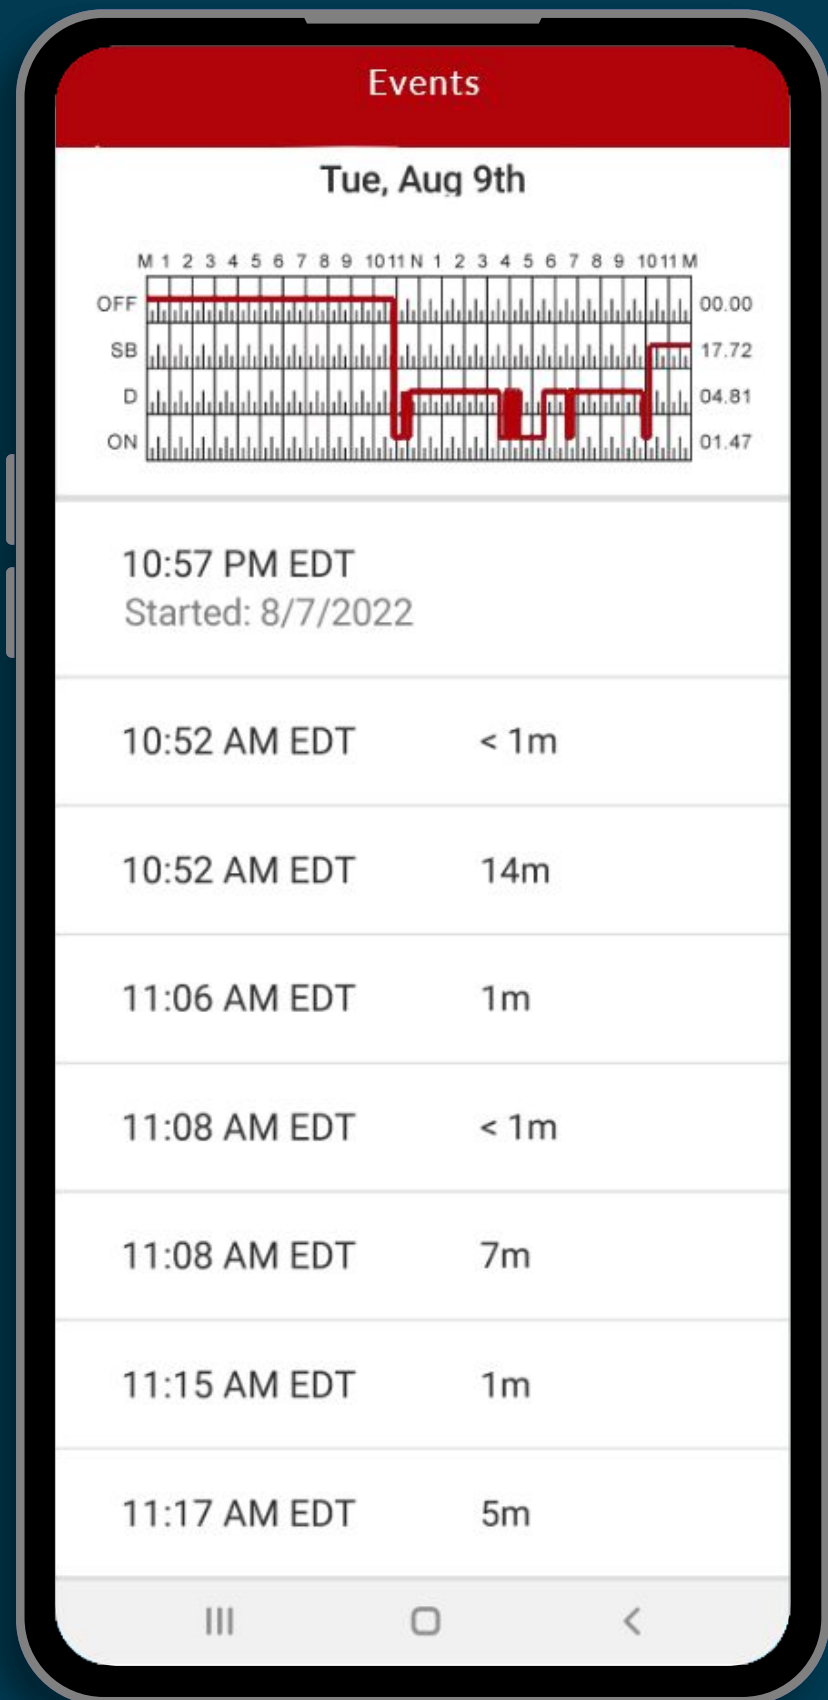 Events
Tue, Aug 9th
M 1 2 3 4 5 6 7 8 9 10 11 N 1 2 3 4 5 6 7 8 9 10 11 M
OFF 00.00
SB 17.72
D 04.81
ON 01.47
10:57 PM EDT
Started: 8/7/2022
10:52 AM EDT < 1m
10:52 AM EDT 14m
11:06 AM EDT 1m
11:08 AM EDT < 1m
11:08 AM EDT 7m
11:15 AM EDT 1m
11:17 AM EDT 5m